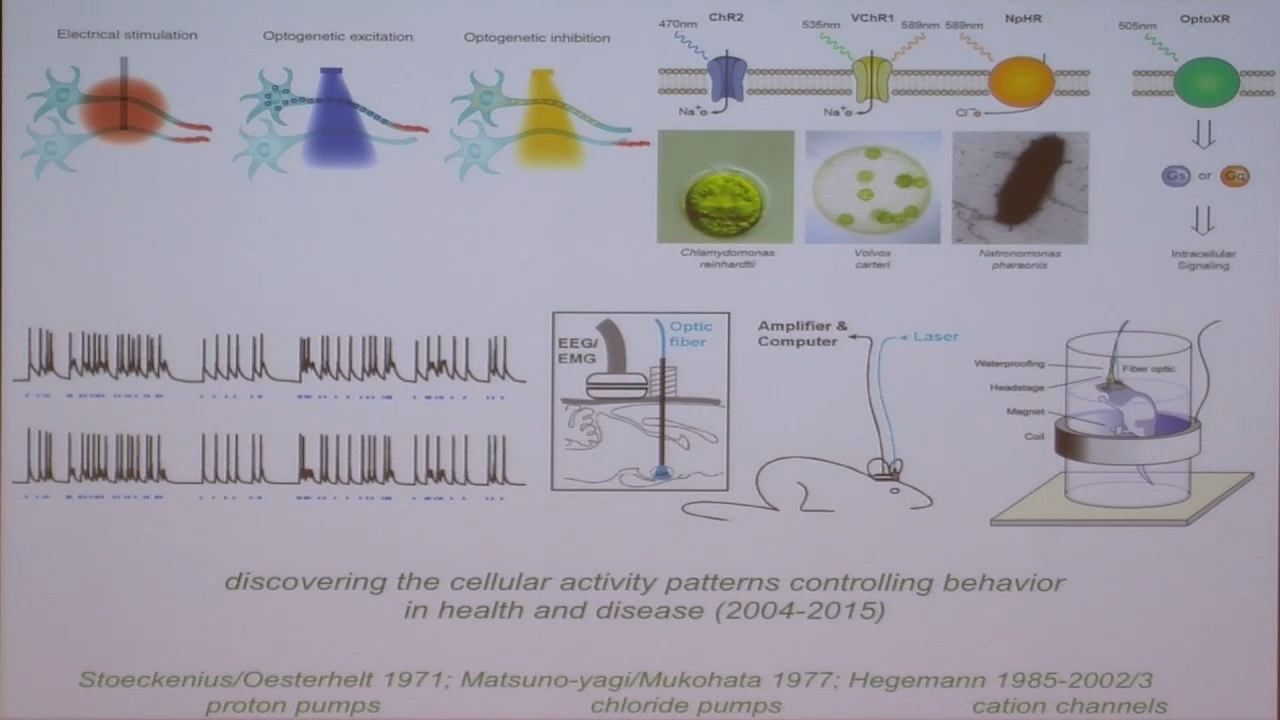 Electrical stimulation
Optogenetic excitation
Optogenetic inhibition
470nm
ChR2
535nm
VChR1
589nm
589nm
NpHR
505nm
OptoXR
Na+
Na+
Cl-
Gs or Gq
Chlamydomonas
reinhardtii
Volvox
carteri
Natronomonas
pharaonis
Intracellular
Signaling
EEG/
EMG
Optic
fiber
Amplifier &
Computer
Laser
Waterproofing
Fiber optic
Headstage
Magnet
Coil
discovering the cellular activity patterns controlling behavior
in health and disease (2004-2015)
Stoeckenius/Oesterhelt 1971; Matsuno-yagi/Mukohata 1977; Hegemann 1985-2002/3
proton pumps
chloride pumps
cation channels